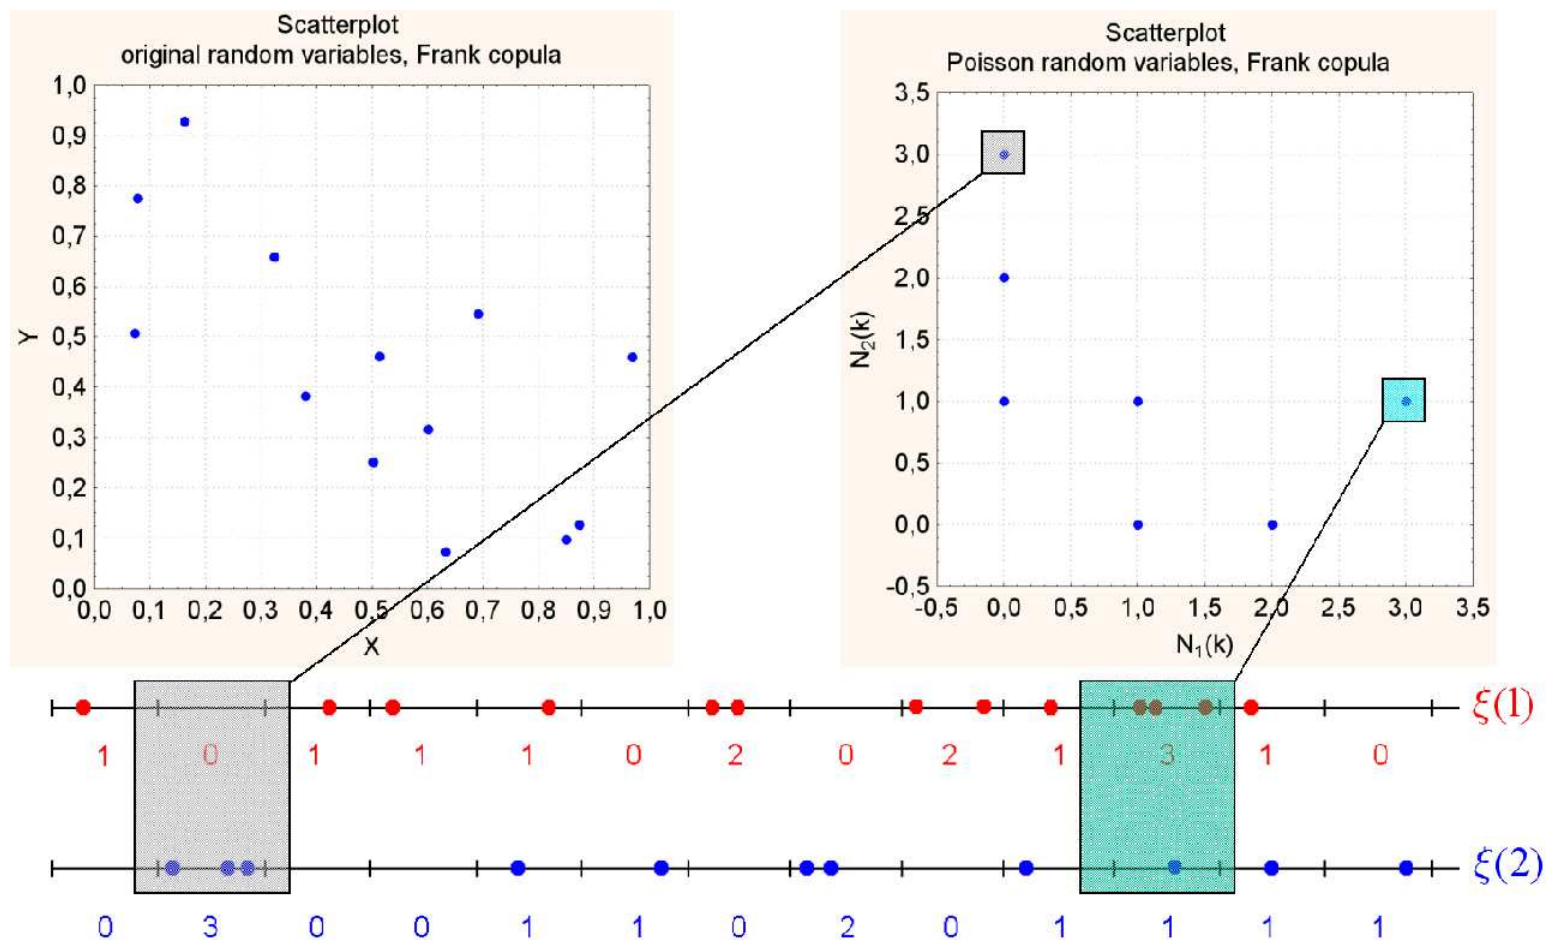 Scatterplot
original random variables, Frank copula
1,0
0,9
0,8
0,7
0,6
0,5
0,4
0,3
0,2
0,1
0,0
Y
0,0 0,1 0,2 0,3 0,4 0,5 0,6 0,7 0,8 0,9 1,0
X
Scatterplot
Poisson random variables, Frank copula
3,5
3,0
2,5
2,0
1,5
1,0
0,5
0,0
-0,5
N₂(k)
-0,5 0,0 0,5 1,0 1,5 2,0 2,5 3,0 3,5
N₁(k)
ξ(1)
1 0 1 1 1 0 2 0 2 1 3 1 0
ξ(2)
0 3 0 0 1 1 0 2 0 1 1 1 1